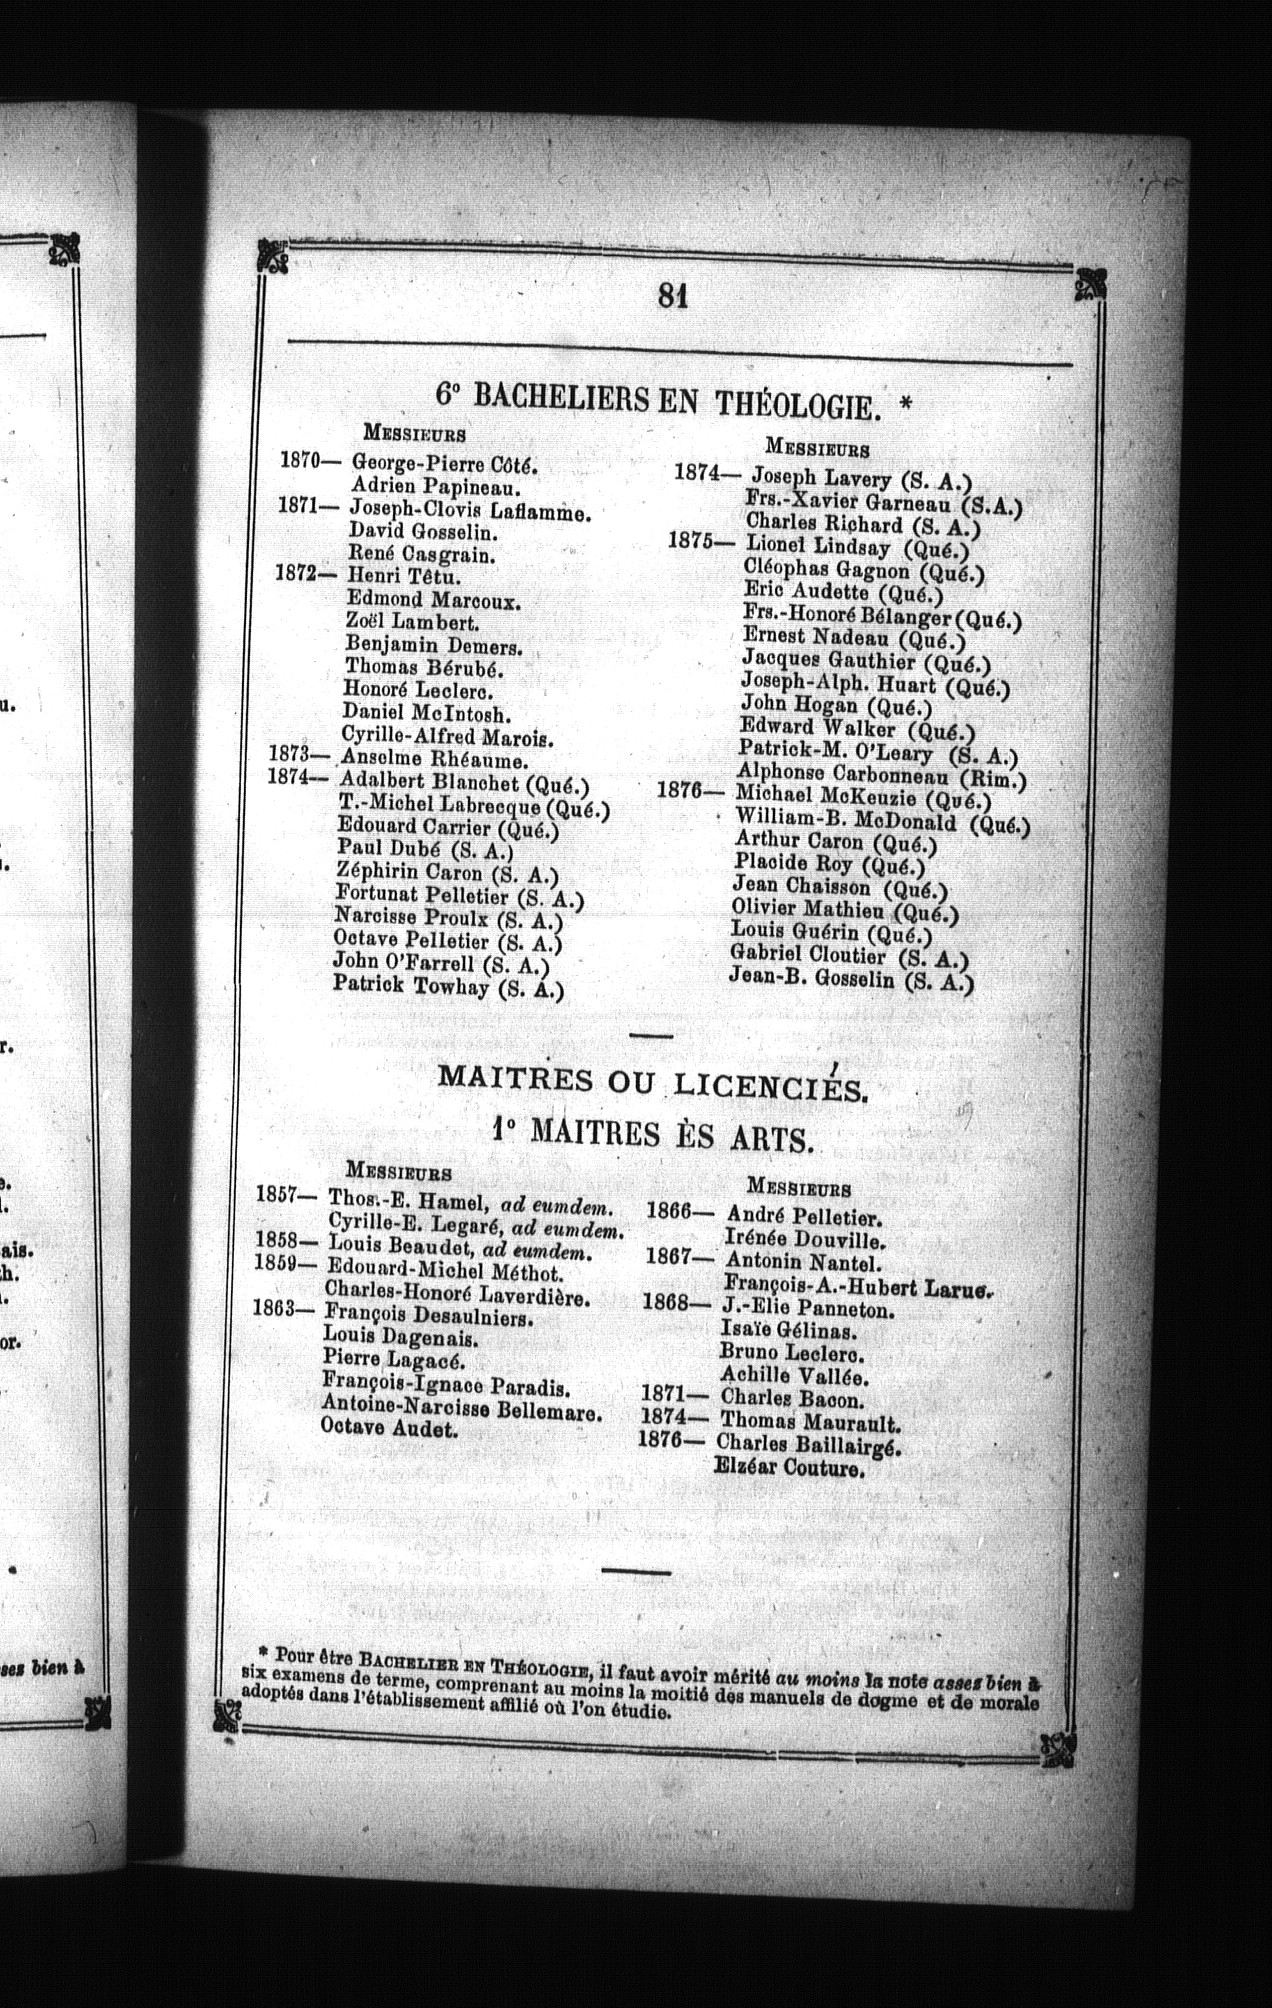 81
6º BACHELIERS EN THÉOLOGIE. *
MESSIEURS
1870— George-Pierre Côté.
Adrien Papineau.
1871— Joseph-Clovis Laflamme.
David Gosselin.
René Casgrain.
1872— Henri Têtu.
Edmond Marcoux.
Zoël Lambert.
Benjamin Demers.
Thomas Bérubé.
Honoré Leclerc.
Daniel McIntosh.
Cyrille-Alfred Marois.
1873— Anselme Rhéaume.
1874— Adalbert Blanchet (Qué.)
T.-Michel Labrecque (Qué.)
Edouard Carrier (Qué.)
Paul Dubé (S. A.)
Zéphirin Caron (S. A.)
Fortunat Pelletier (S. A.)
Narcisse Proulx (S. A.)
Octave Pelletier (S. A.)
John O'Farrell (S. A.)
Patrick Towhay (S. A.)
MESSIEURS
1874— Joseph Lavery (S. A.)
Frs.-Xavier Garneau (S.A.)
Charles Richard (S. A.)
1875— Lionel Lindsay (Qué.)
Cléophas Gagnon (Qué.)
Eric Audette (Qué.)
Frs.-Honoré Bélanger (Qué.)
Ernest Nadeau (Qué.)
Jacques Gauthier (Qué.)
Joseph-Alph. Huart (Qué.)
John Hogan (Qué.)
Edward Walker (Qué.)
Patrick-M. O'Leary (S. A.)
Alphonse Carbonneau (Rim.)
1876— Michael McKeuzie (Qué.)
William-B. McDonald (Qué.)
Arthur Caron (Qué.)
Placide Roy (Qué.)
Jean Chaisson (Qué.)
Olivier Mathieu (Qué.)
Louis Guérin (Qué.)
Gabriel Cloutier (S. A.)
Jean-B. Gosselin (S. A.)
MAITRES OU LICENCIÉS.
1º MAITRES ÈS ARTS.
MESSIEURS
1857— Thos.-E. Hamel, ad eumdem.
Cyrille-E. Legaré, ad eumdem.
1858— Louis Beaudet, ad eumdem.
1859— Edouard-Michel Méthot.
Charles-Honoré Laverdière.
1863— François Desaulniers.
Louis Dagenais.
Pierre Lagacé.
François-Ignace Paradis.
Antoine-Narcisse Bellemare.
Octave Audet.
MESSIEURS
1866— André Pelletier.
Irénée Douville.
1867— Antonin Nantel.
François-A.-Hubert Larue.
1868— J.-Elie Panneton.
Isaïe Gélinas.
Bruno Leclerc.
Achille Vallée.
1871— Charles Bacon.
1874— Thomas Maurault.
1876— Charles Baillairgé.
Elzéar Couture.
* Pour être BACHELIER EN THÉOLOGIE, il faut avoir mérité au moins la note assez bien à
six examens de terme, comprenant au moins la moitié des manuels de dogme et de morale
adoptés dans l'établissement affilié où l'on étudie.